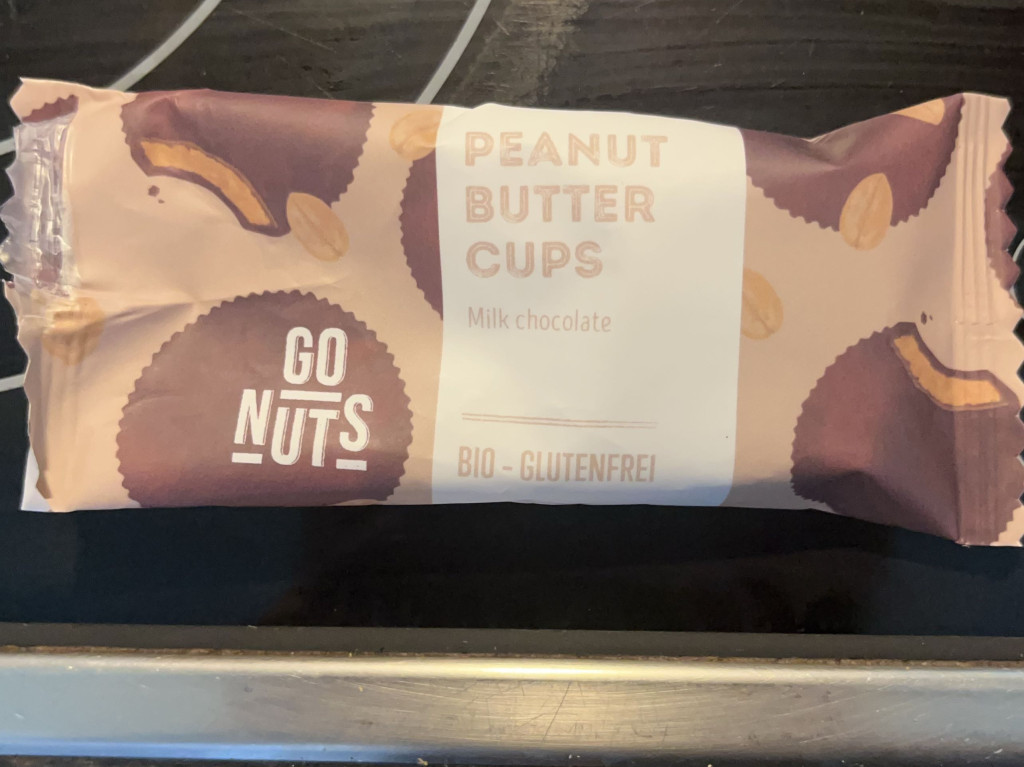 GO
NUTS
PEANUT
BUTTER
CUPS
Milk chocolate
BIO - GLUTENFREI